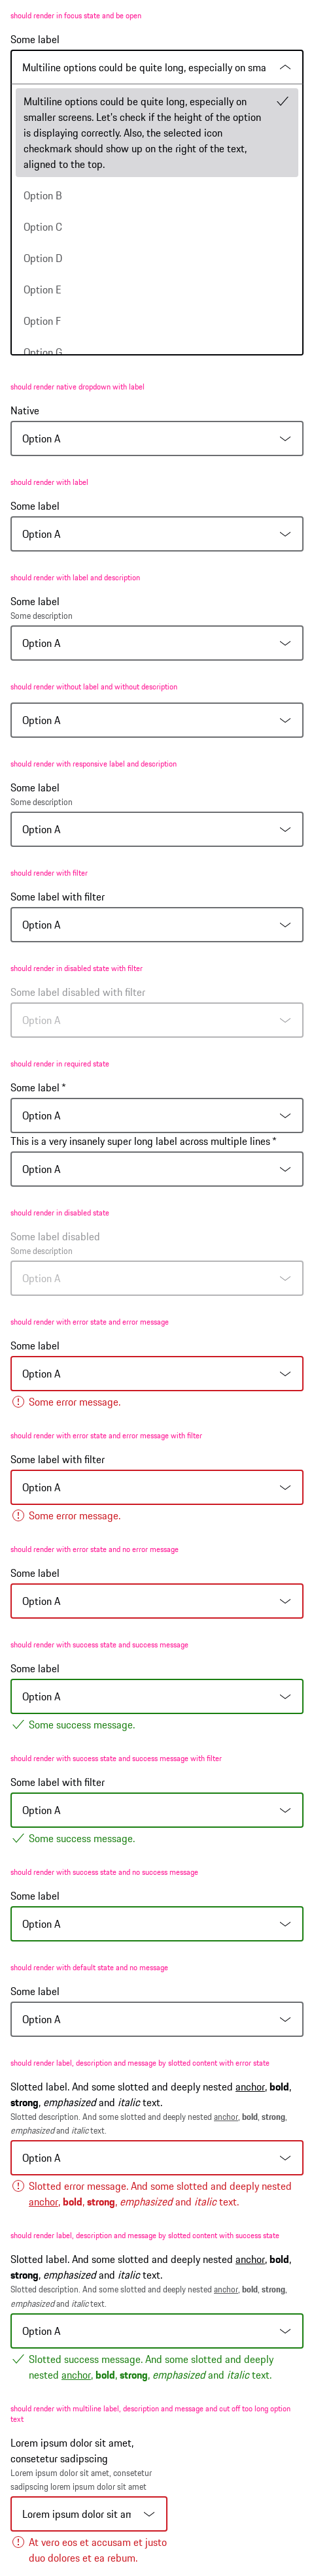 should render in focus state and be open
Some label
Multiline options could be quite long, especially on sma
Multiline options could be quite long, especially on
smaller screens. Let's check if the height of the option
is displaying correctly. Also, the selected icon
checkmark should show up on the right of the text,
aligned to the top.
Option B
Option C
Option D
Option E
Option F
Option G
should render native dropdown with label
Native
Option A
should render with label
Some label
Option A
should render with label and description
Some label
Some description
Option A
should render without label and without description
Option A
should render with responsive label and description
Some label
Some description
Option A
should render with filter
Some label with filter
Option A
should render in disabled state with filter
Some label disabled with filter
Option A
should render in required state
Some label *
Option A
This is a very insanely super long label across multiple lines *
Option A
should render in disabled state
Some label disabled
Some description
Option A
should render with error state and error message
Some label
Option A
Some error message.
should render with error state and error message with filter
Some label with filter
Option A
Some error message.
should render with error state and no error message
Some label
Option A
should render with success state and success message
Some label
Option A
Some success message.
should render with success state and success message with filter
Some label with filter
Option A
Some success message.
should render with success state and no success message
Some label
Option A
should render with default state and no message
Some label
Option A
should render label, description and message by slotted content with error state
Slotted label. And some slotted and deeply nested anchor, bold,
strong, emphasized and italic text.
Slotted description. And some slotted and deeply nested anchor, bold, strong,
emphasized and italic text.
Option A
Slotted error message. And some slotted and deeply nested
anchor, bold, strong, emphasized and italic text.
should render label, description and message by slotted content with success state
Slotted label. And some slotted and deeply nested anchor, bold,
strong, emphasized and italic text.
Slotted description. And some slotted and deeply nested anchor, bold, strong,
emphasized and italic text.
Option A
Slotted success message. And some slotted and deeply
nested anchor, bold, strong, emphasized and italic text.
should render with multiline label, description and message and cut off too long option
text
Lorem ipsum dolor sit amet,
consetetur sadipscing
Lorem ipsum dolor sit amet, consetetur
sadipscing lorem ipsum dolor sit amet
Lorem ipsum dolor sit am
At vero eos et accusam et justo
duo dolores et ea rebum.